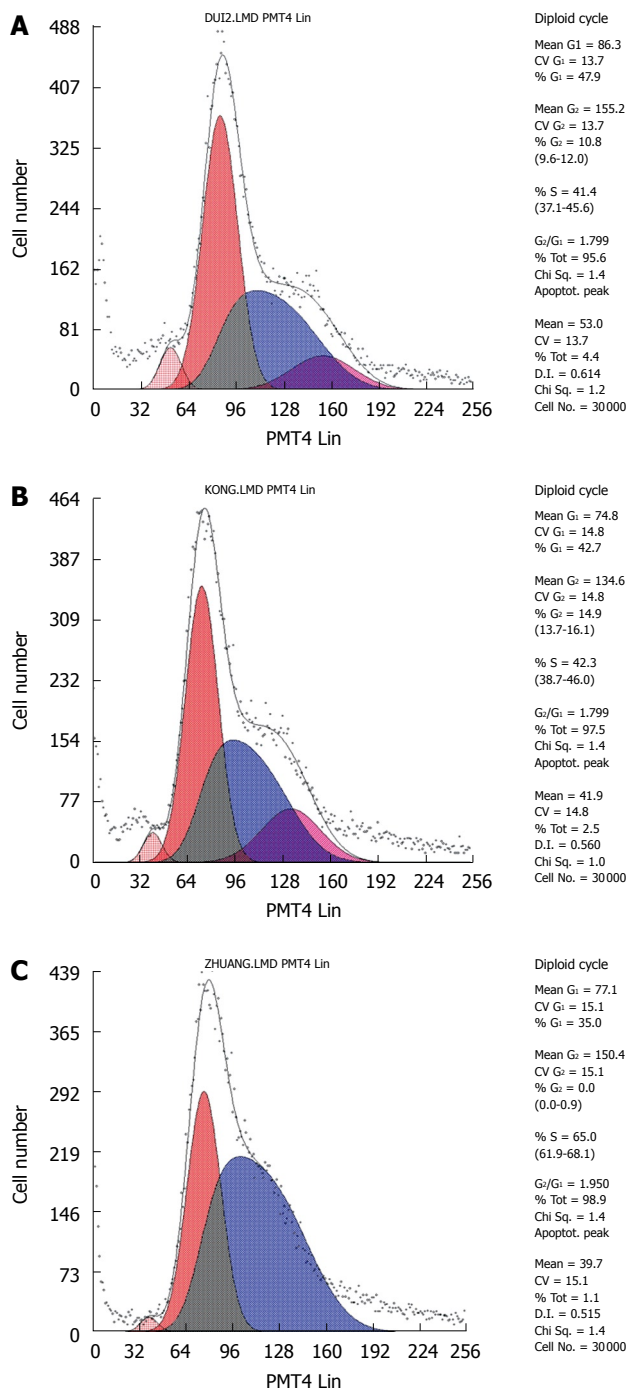 A
DUI2.LMD PMT4 Lin
488
407
325
244
162
81
0
Cell number
0 32 64 96 128 160 192 224 256
PMT4 Lin
Diploid cycle
Mean G1 = 86.3
CV G₁ = 13.7
% G₁ = 47.9
Mean G₂ = 155.2
CV G₂ = 13.7
% G₂ = 10.8
(9.6-12.0)
% S = 41.4
(37.1-45.6)
G₂/G₁ = 1.799
% Tot = 95.6
Chi Sq. = 1.4
Apoptot. peak
Mean = 53.0
CV = 13.7
% Tot = 4.4
D.I. = 0.614
Chi Sq. = 1.2
Cell No. = 30000
B
KONG.LMD PMT4 Lin
464
387
309
232
154
77
0
Cell number
0 32 64 96 128 160 192 224 256
PMT4 Lin
Diploid cycle
Mean G₁ = 74.8
CV G₁ = 14.8
% G₁ = 42.7
Mean G₂ = 134.6
CV G₂ = 14.8
% G₂ = 14.9
(13.7-16.1)
% S = 42.3
(38.7-46.0)
G₂/G₁ = 1.799
% Tot = 97.5
Chi Sq. = 1.4
Apoptot. peak
Mean = 41.9
CV = 14.8
% Tot = 2.5
D.I. = 0.560
Chi Sq. = 1.0
Cell No. = 30000
C
ZHUANG.LMD PMT4 Lin
439
365
292
219
146
73
0
Cell number
0 32 64 96 128 160 192 224 256
PMT4 Lin
Diploid cycle
Mean G₁ = 77.1
CV G₂ = 15.1
% G₁ = 35.0
Mean G₂ = 150.4
CV G₂ = 15.1
% G₂ = 0.0
(0.0-0.9)
% S = 65.0
(61.9-68.1)
G₂/G₁ = 1.950
% Tot = 98.9
Chi Sq. = 1.4
Apoptot. peak
Mean = 39.7
CV = 15.1
% Tot = 1.1
D.I. = 0.515
Chi Sq. = 1.4
Cell No. = 30000